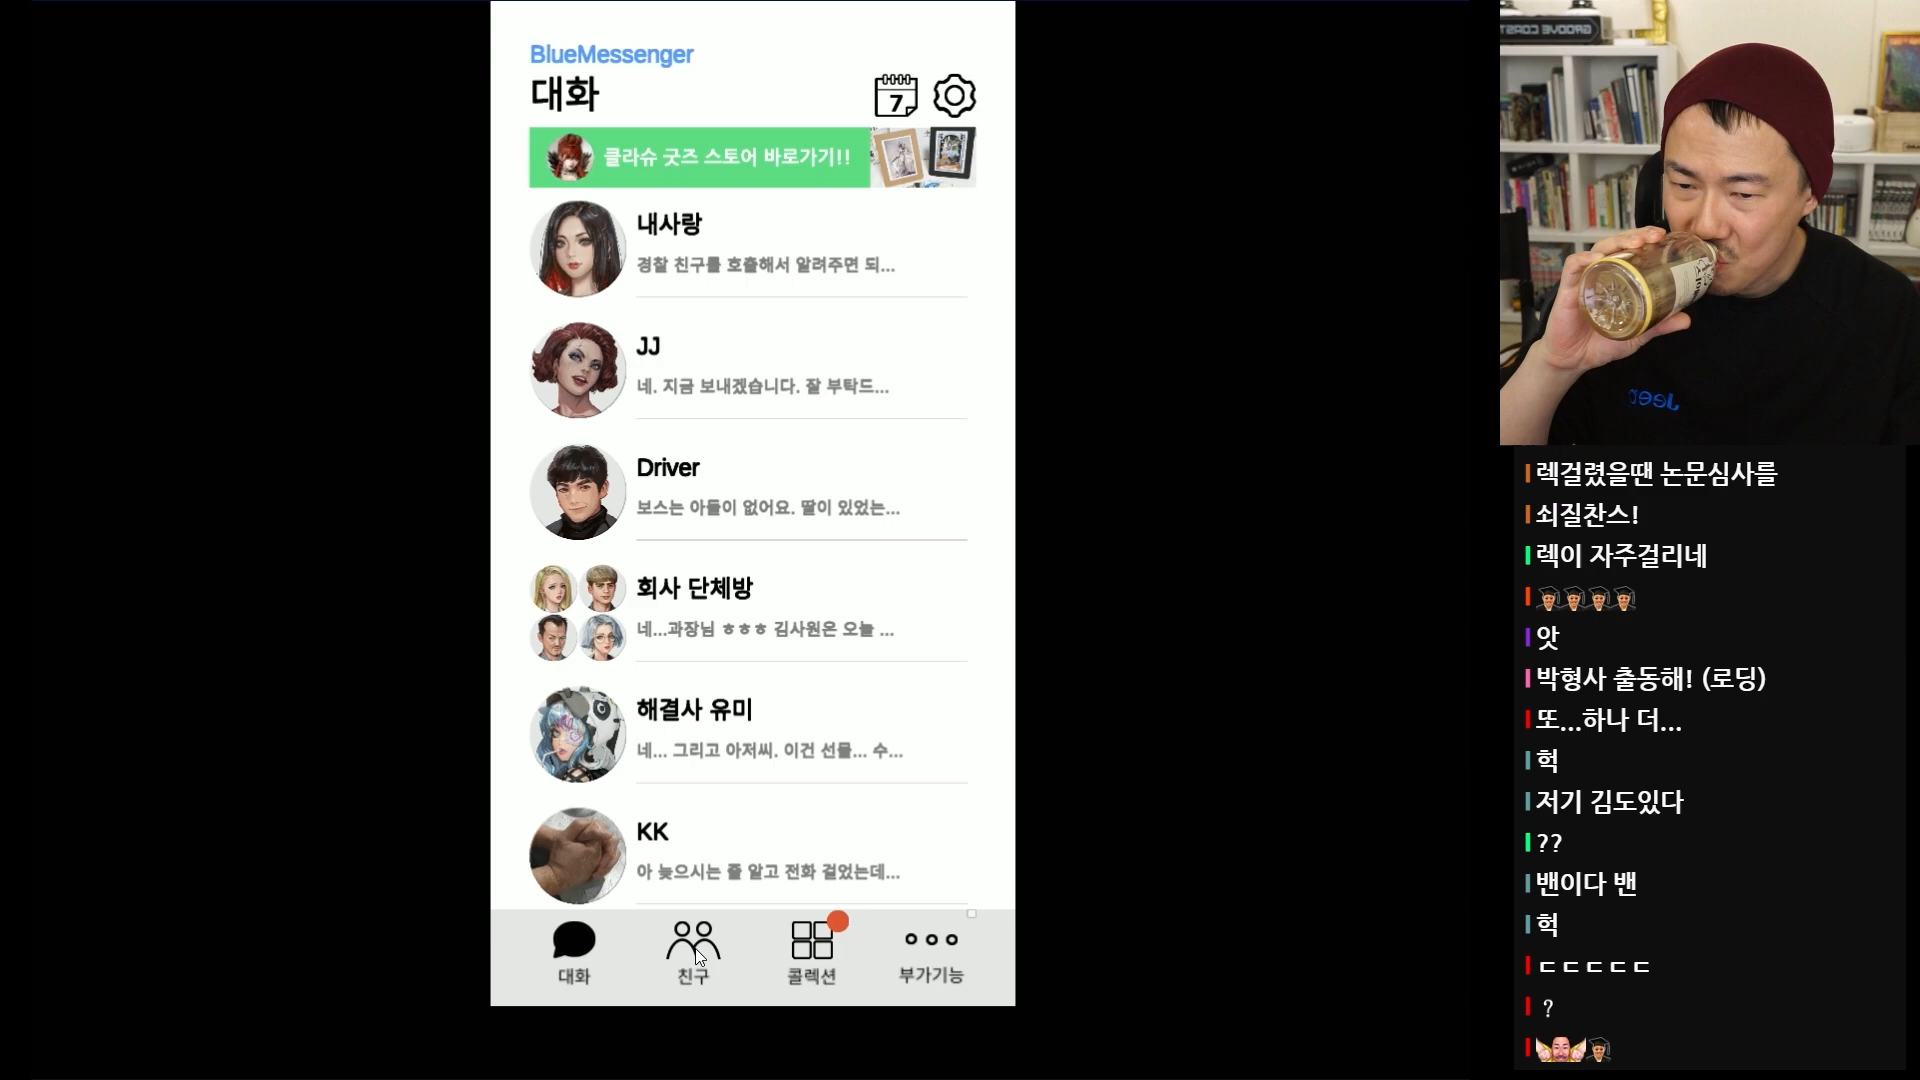 BlueMessenger
대화
7
클라슈 굿즈 스토어 바로가기!!
내사랑
경찰 친구를 호출해서 알려주면 되...
JJ
네. 지금 보내겠습니다. 잘 부탁드...
Driver
보스는 아들이 없어요. 딸이 있었는...
회사 단체방
네...과장님 ㅎㅎㅎ 김사원은 오늘 ...
해결사 유미
네... 그리고 아저씨. 이건 선물... 수...
KK
아 늦으시는 줄 알고 전화 걸었는데...
대화
친구
콜렉션
부가기능
GROOVE COAST
Jeep
렉걸렸을땐 논문심사를
쇠질찬스!
렉이 자주걸리네
앗
박형사 출동해! (로딩)
또...하나 더...
헉
저기 김도있다
??
밴이다 밴
헉
ㄷㄷㄷㄷㄷ
?